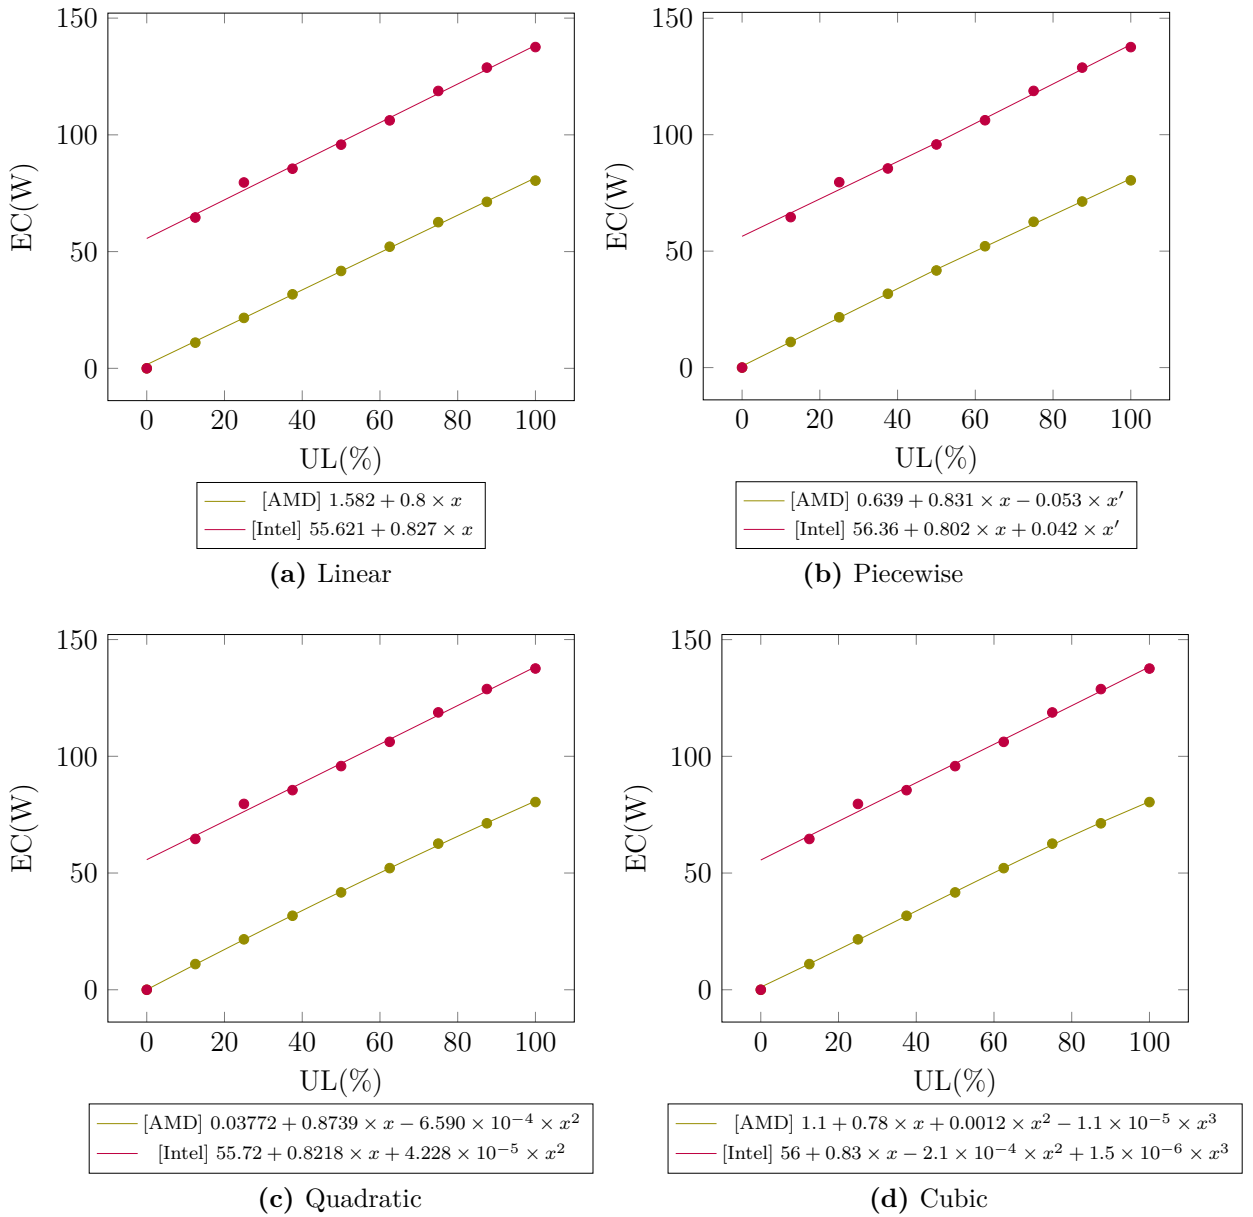 150
100
50
0
EC(W)
0 20 40 60 80 100
UL(%)
[AMD] 1.582 + 0.8 × x
[Intel] 55.621 + 0.827 × x
(a) Linear
150
100
50
0
EC(W)
0 20 40 60 80 100
UL(%)
[AMD] 0.639 + 0.831 × x − 0.053 × x′
[Intel] 56.36 + 0.802 × x + 0.042 × x′
(b) Piecewise
150
100
50
0
EC(W)
0 20 40 60 80 100
UL(%)
[AMD] 0.03772 + 0.8739 × x − 6.590 × 10⁻⁴ × x²
[Intel] 55.72 + 0.8218 × x + 4.228 × 10⁻⁵ × x²
(c) Quadratic
150
100
50
0
EC(W)
0 20 40 60 80 100
UL(%)
[AMD] 1.1 + 0.78 × x + 0.0012 × x² − 1.1 × 10⁻⁵ × x³
[Intel] 56 + 0.83 × x − 2.1 × 10⁻⁴ × x² + 1.5 × 10⁻⁶ × x³
(d) Cubic